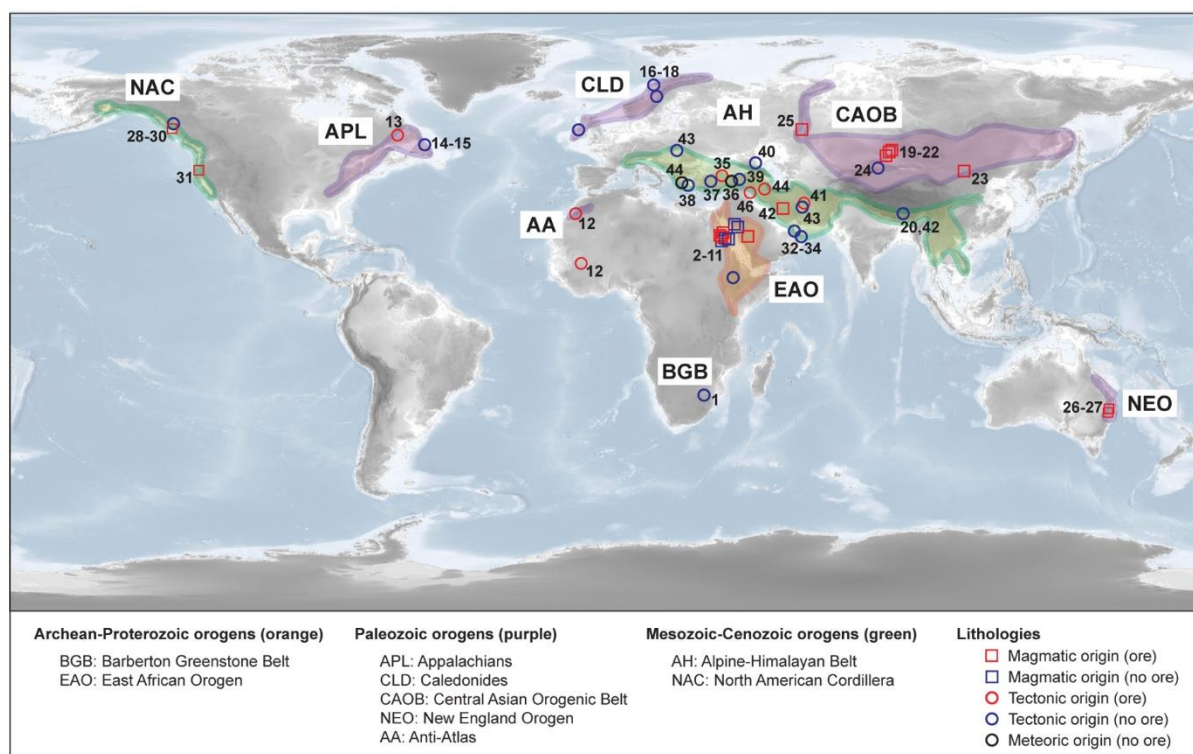 NAC
28-30
31
APL
13
14-15
CLD
16-18
AH
CAOB
25
19-22
24
23
43
40
35
44
39
44
38
37
36
46
42
41
43
20,42
32-34
AA
12
12
2-11
EAO
BGB
1
26-27
NEO
Archean-Proterozoic orogens (orange)
BGB: Barberton Greenstone Belt
EAO: East African Orogen
Paleozoic orogens (purple)
APL: Appalachians
CLD: Caledonides
CAOB: Central Asian Orogenic Belt
NEO: New England Orogen
AA: Anti-Atlas
Mesozoic-Cenozoic orogens (green)
AH: Alpine-Himalayan Belt
NAC: North American Cordillera
Lithologies
Magmatic origin (ore)
Magmatic origin (no ore)
Tectonic origin (ore)
Tectonic origin (no ore)
Meteoric origin (no ore)